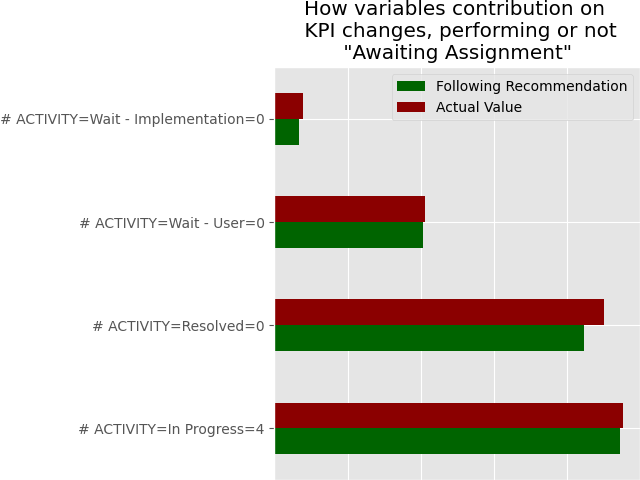 How variables contribution on
KPI changes, performing or not
"Awaiting Assignment"
Following Recommendation
Actual Value
# ACTIVITY=Wait - Implementation=0
# ACTIVITY=Wait - User=0
# ACTIVITY=Resolved=0
# ACTIVITY=In Progress=4